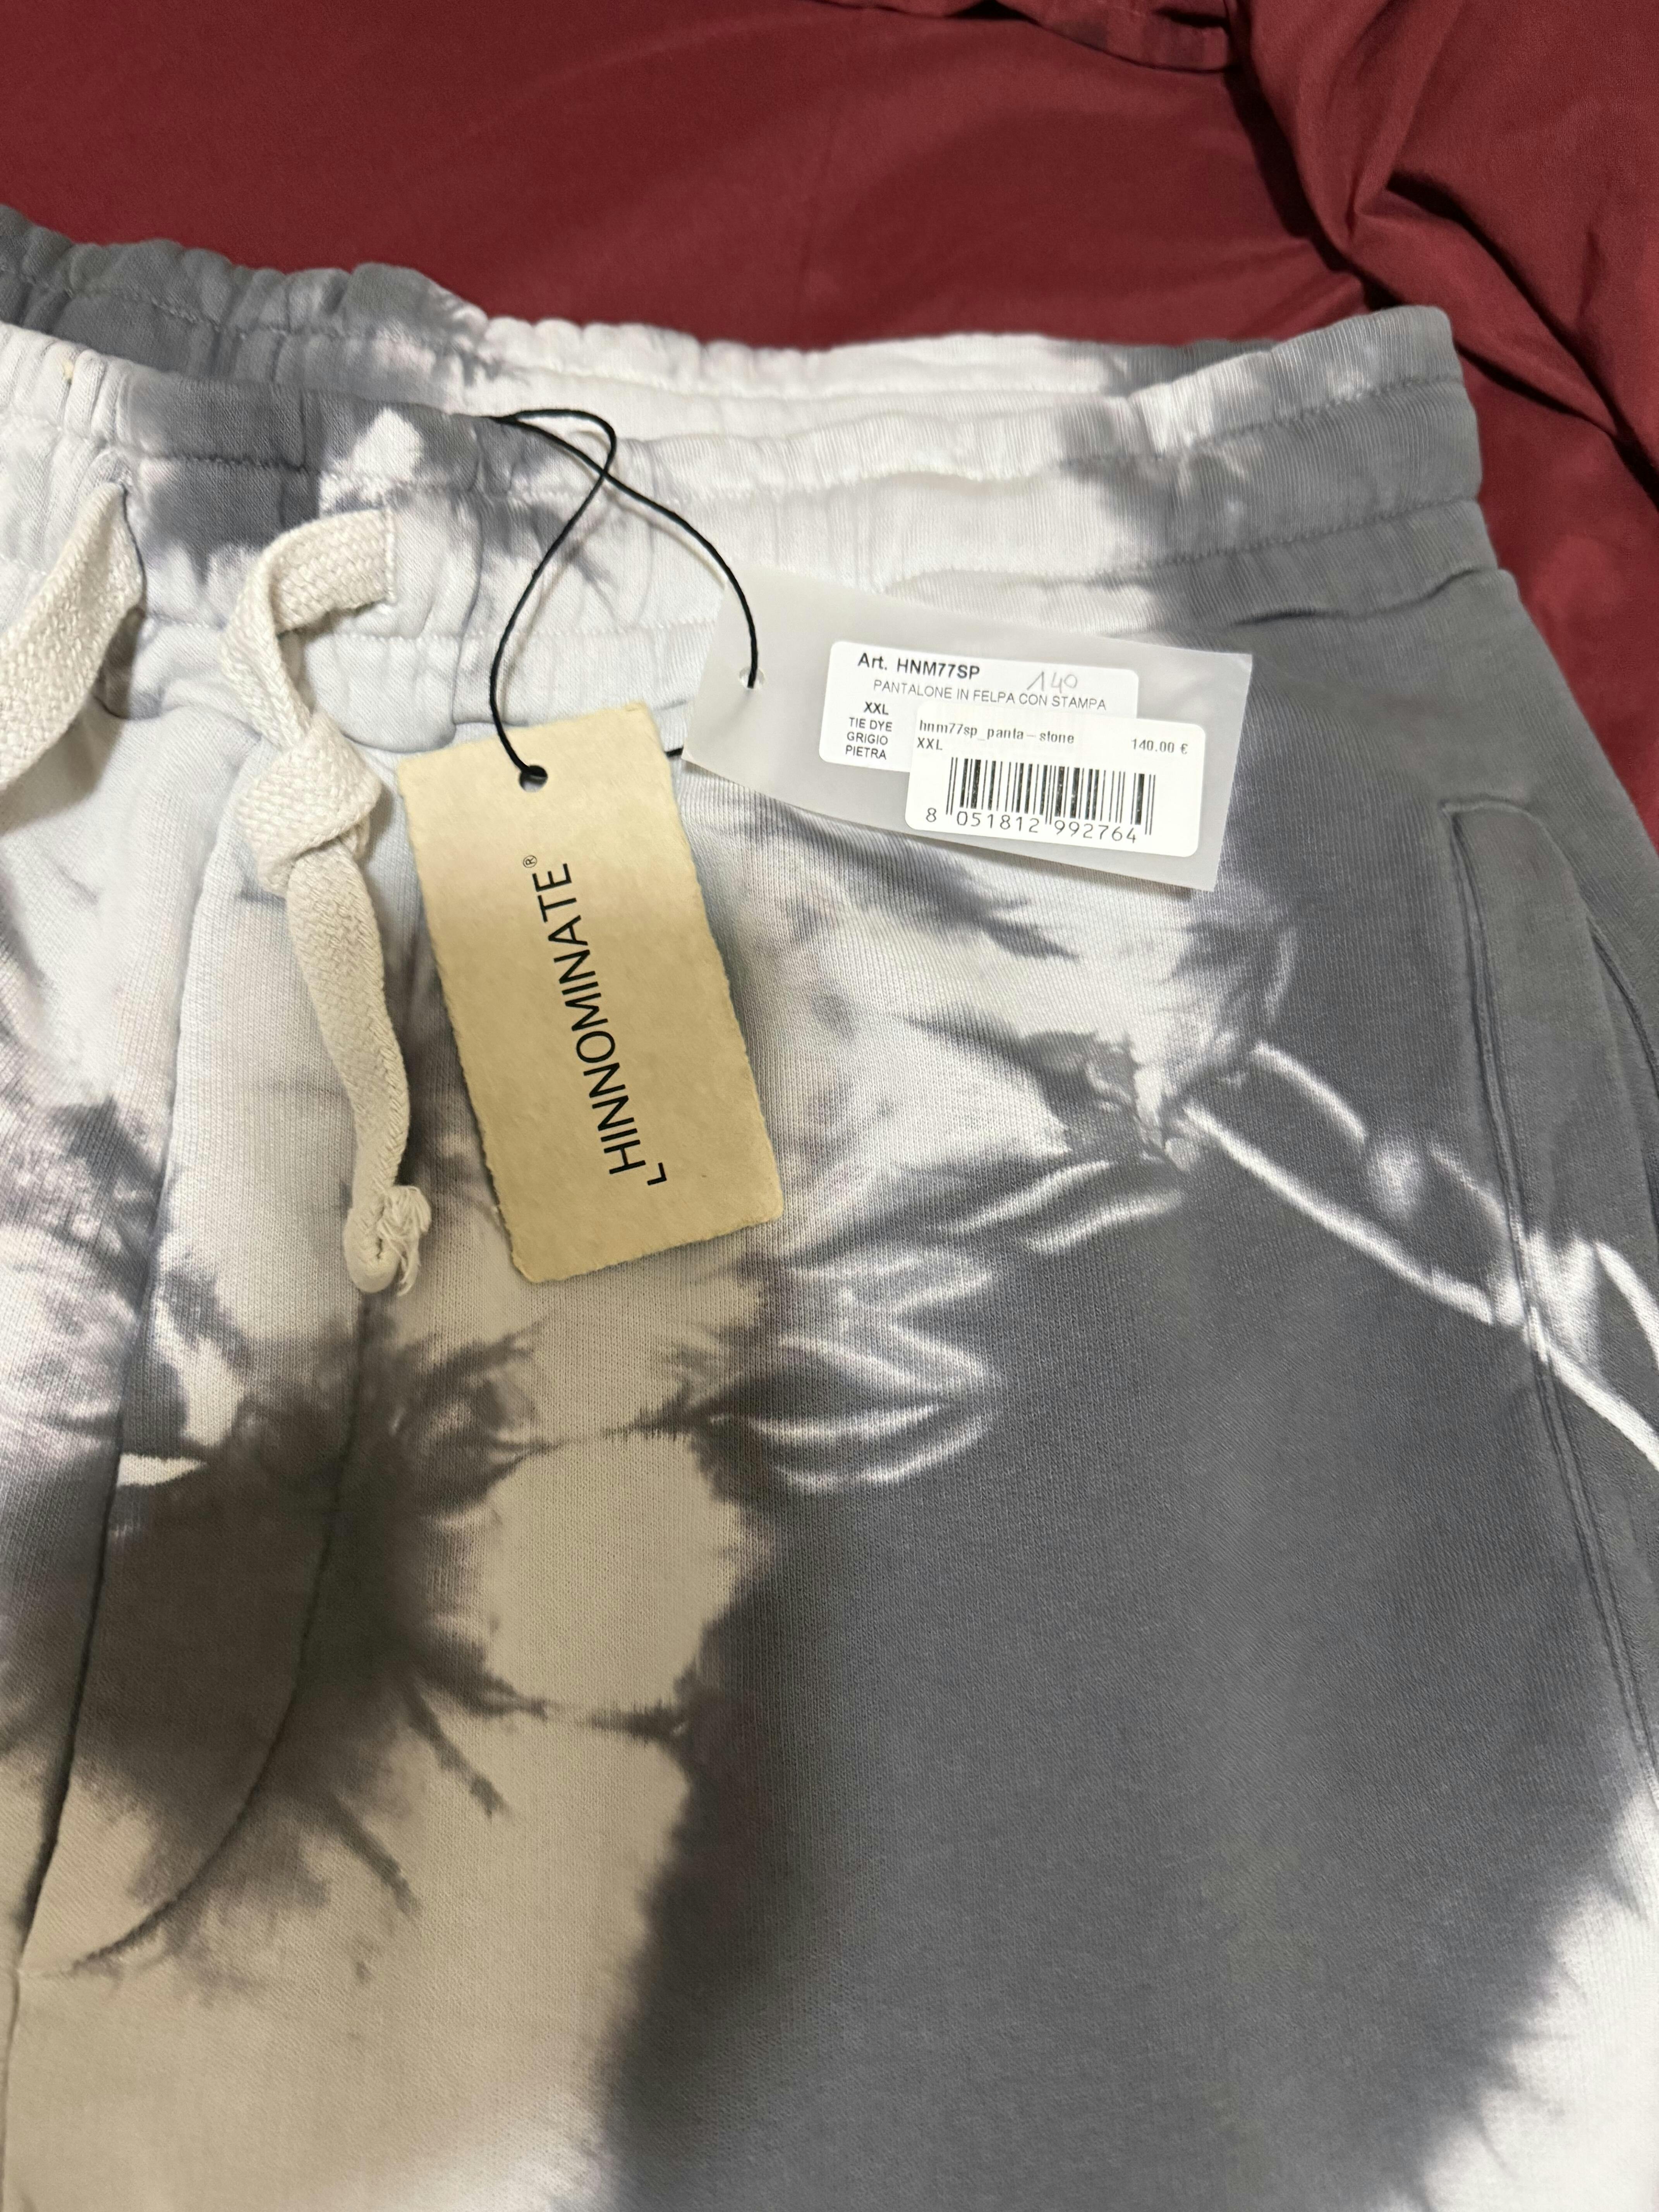 Art. HNM77SP
140
PANTALONE IN FELPA CON STAMPA
XXL
TIE DYE
GRIGIO
PIETRA
hnm77sp_panta-stone
XXL
140.00 €
8 051812 992764
HINNOMINATE®